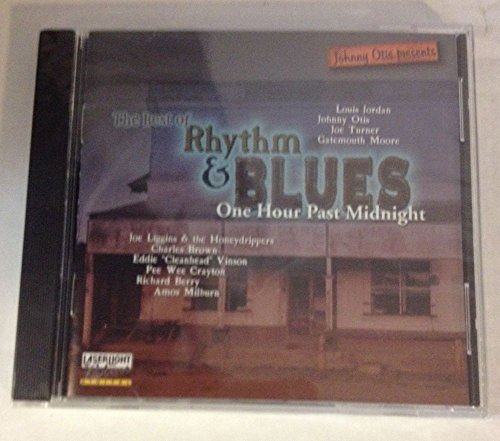 Johnny Otis presents
Louis Jordan
Johnny Otis
Joe Turner
Gatemouth Moore
The Best of
Rhythm
& BLUES
One Hour Past Midnight
Joe Liggins & the Honeydrippers
Charles Brown
Eddie "Cleanhead" Vinson
Pee Wee Crayton
Richard Berry
Amos Milburn
LASERLIGHT